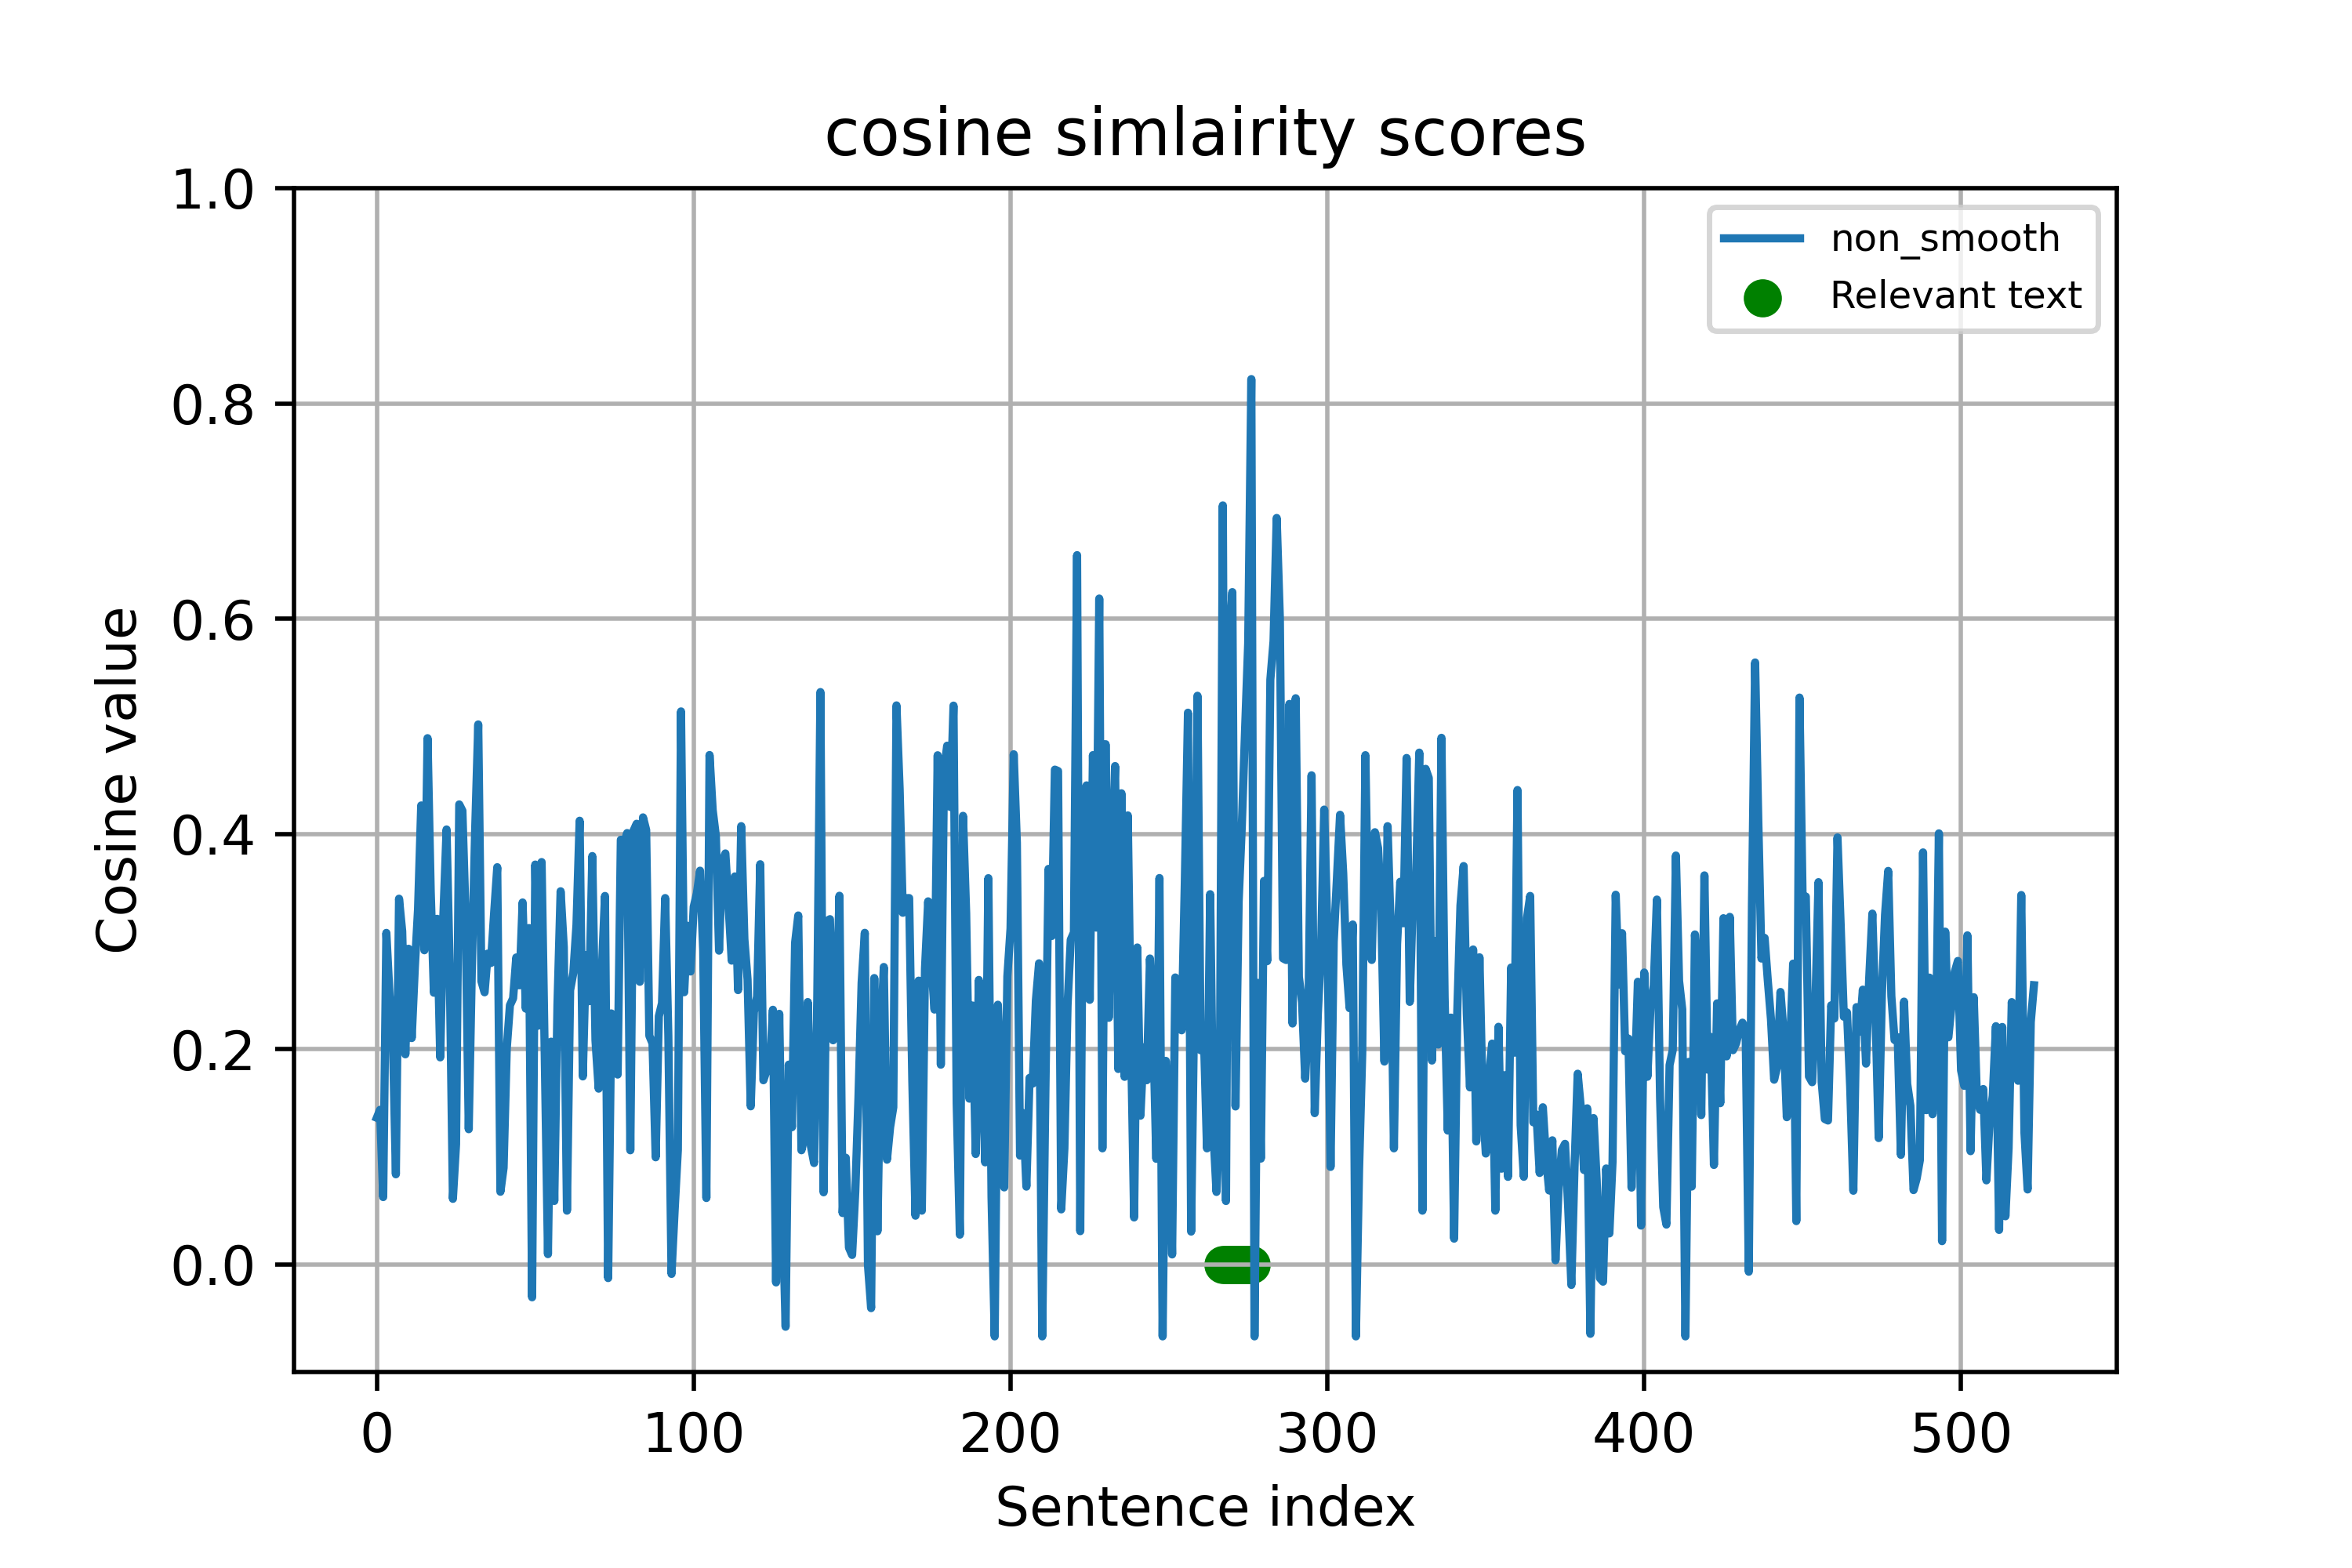 cosine simlairity scores
1.0
0.8
0.6
0.4
0.2
0.0
Cosine value
non_smooth
Relevant text
0 100 200 300 400 500
Sentence index